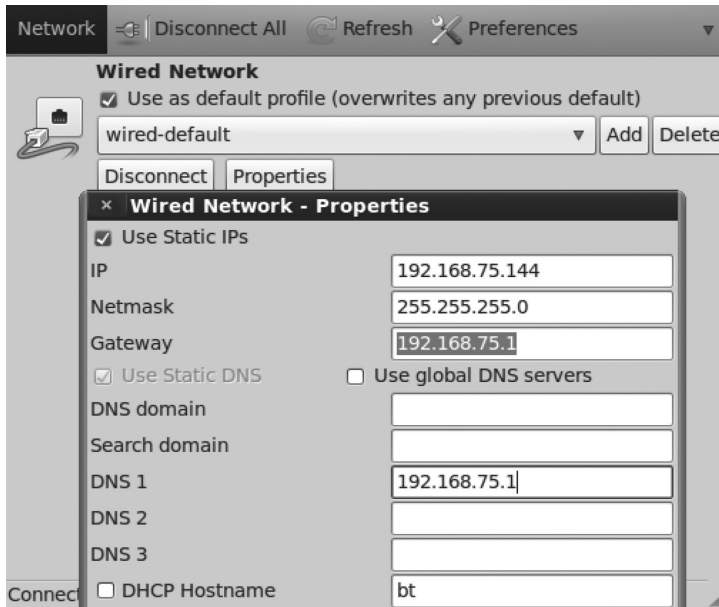 Network Disconnect All Refresh Preferences
Wired Network
Use as default profile (overwrites any previous default)
wired-default Add Delete
Disconnect Properties
Wired Network - Properties
Use Static IPs
IP 192.168.75.144
Netmask 255.255.255.0
Gateway 192.168.75.1
Use Static DNS Use global DNS servers
DNS domain
Search domain
DNS 1 192.168.75.1
DNS 2
DNS 3
Connect DHCP Hostname bt